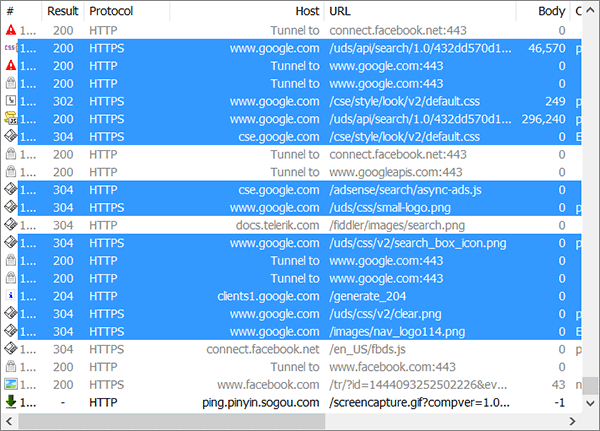 # Result Protocol Host URL Body C
1... 200 HTTP Tunnel to connect.facebook.net:443 0
1... 200 HTTPS www.google.com /uds/api/search/1.0/432dd570d1... 46,570 p
1... 200 HTTP Tunnel to www.google.com:443 0
1... 200 HTTP Tunnel to www.google.com:443 0
1... 302 HTTPS www.google.com /cse/style/look/v2/default.css 249 p
1... 200 HTTPS www.google.com /uds/api/search/1.0/432dd570d1... 296,240 p
1... 304 HTTPS cse.google.com /cse/style/look/v2/default.css 0 E
1... 200 HTTP Tunnel to connect.facebook.net:443 0
1... 200 HTTP Tunnel to www.googleapis.com:443 0
1... 304 HTTP cse.google.com /adsense/search/async-ads.js 0
1... 304 HTTPS www.google.com /uds/css/small-logo.png 0 p
1... 304 HTTP docs.telerik.com /fiddler/images/search.png 0
1... 304 HTTPS www.google.com /uds/css/v2/search_box_icon.png 0 p
1... 200 HTTP Tunnel to www.google.com:443 0
1... 200 HTTP Tunnel to www.google.com:443 0
1... 204 HTTP clients1.google.com /generate_204 0
1... 304 HTTPS www.google.com /uds/css/v2/clear.png 0 p
1... 304 HTTPS www.google.com /images/nav_logo114.png 0 E
1... 304 HTTPS connect.facebook.net /en_US/fbds.js 0 p
1... 200 HTTP Tunnel to www.facebook.com:443 0
1... 200 HTTPS www.facebook.com /tr/?id=1444093252502226&ev... 43 n
1... - HTTP ping.pinyin.sogou.com /screencapture.gif?compver=1.0... -1